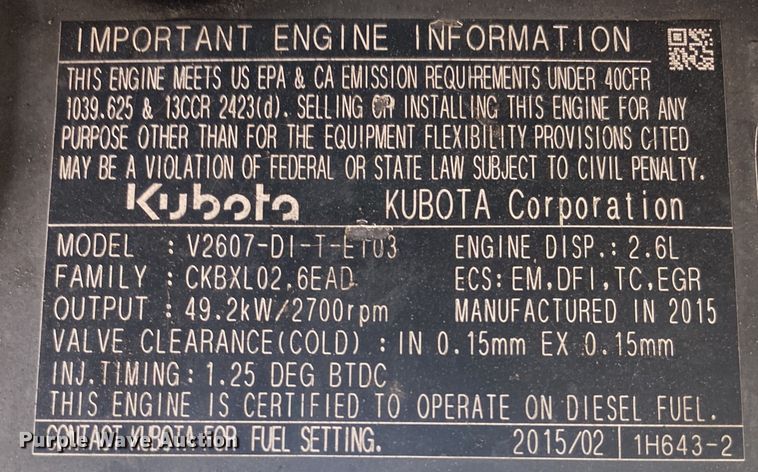 IMPORTANT ENGINE INFORMATION
THIS ENGINE MEETS US EPA & CA EMISSION REQUIREMENTS UNDER 40CFR
1039.625 & 13CCR 2423(d). SELLING OR INSTALLING THIS ENGINE FOR ANY
PURPOSE OTHER THAN FOR THE EQUIPMENT FLEXIBILITY PROVISIONS CITED
MAY BE A VIOLATION OF FEDERAL OR STATE LAW SUBJECT TO CIVIL PENALTY.
Kubota KUBOTA Corporation
MODEL : V2607-DI-T-ET03 ENGINE DISP.: 2.6L
FAMILY : CKBXL02.6EAD ECS: EM,DFI,TC,EGR
OUTPUT : 49.2kW/2700rpm MANUFACTURED IN 2015
VALVE CLEARANCE(COLD) : IN 0.15mm EX 0.15mm
INJ.TIMING : 1.25 DEG BTDC
THIS ENGINE IS CERTIFIED TO OPERATE ON DIESEL FUEL.
CONTACT KUBOTA FOR FUEL SETTING. 2015/02 1H643-2
Purple Wave Auction